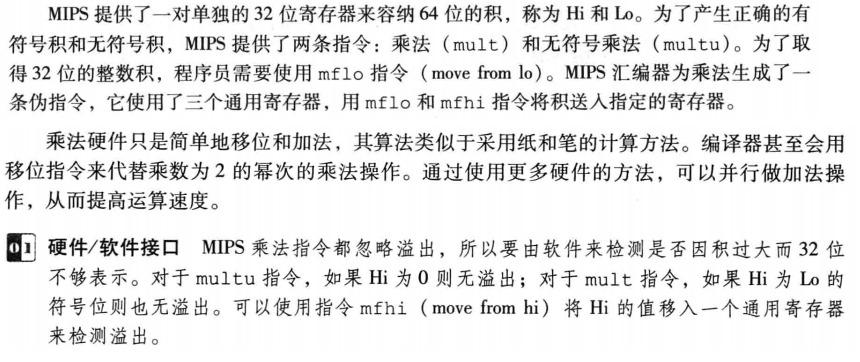 MIPS 提供了一对单独的 32 位寄存器来容纳 64 位的积，称为 Hi 和 Lo。为了产生正确的有
符号积和无符号积，MIPS 提供了两条指令：乘法（mult）和无符号乘法（multu）。为了取
得 32 位的整数积，程序员需要使用 mflo 指令（move from lo）。MIPS 汇编器为乘法生成了一
条伪指令，它使用了三个通用寄存器，用 mflo 和 mfhi 指令将积送入指定的寄存器。
乘法硬件只是简单地移位和加法，其算法类似于采用纸和笔的计算方法。编译器甚至会用
移位指令来代替乘数为 2 的幂次的乘法操作。通过使用更多硬件的方法，可以并行做加法操
作，从而提高运算速度。
01 硬件/软件接口 MIPS 乘法指令都忽略溢出，所以要由软件来检测是否因积过大而 32 位
不够表示。对于 multu 指令，如果 Hi 为 0 则无溢出；对于 mult 指令，如果 Hi 为 Lo 的
符号位则也无溢出。可以使用指令 mfhi（move from hi）将 Hi 的值移入一个通用寄存器
来检测溢出。